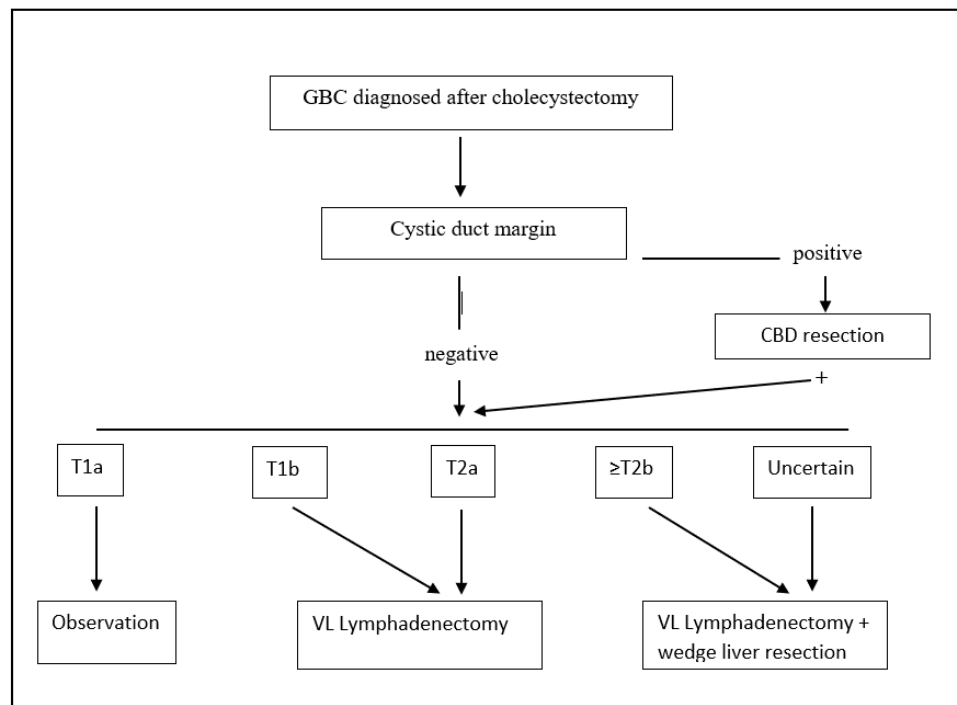 GBC diagnosed after cholecystectomy
Cystic duct margin
positive
CBD resection
negative
+
T1a
T1b
T2a
≥T2b
Uncertain
Observation
VL Lymphadenectomy
VL Lymphadenectomy +
wedge liver resection